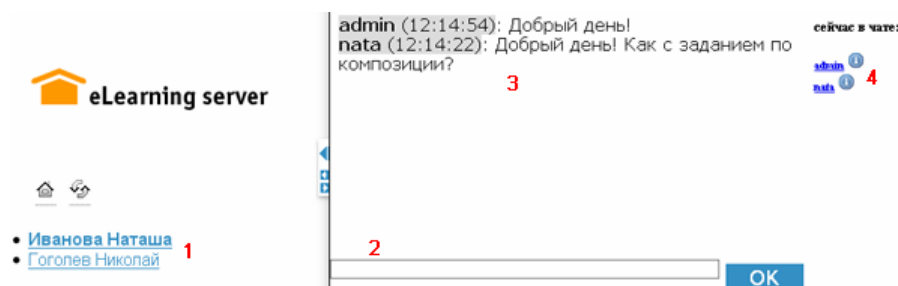 eLearning server
Иванова Наташа
Гоголев Николай
1
admin (12:14:54): Добрый день!
nata (12:14:22): Добрый день! Как с заданием по
композиции?
3
2
OK
сейчас в чате:
admin
nata
4